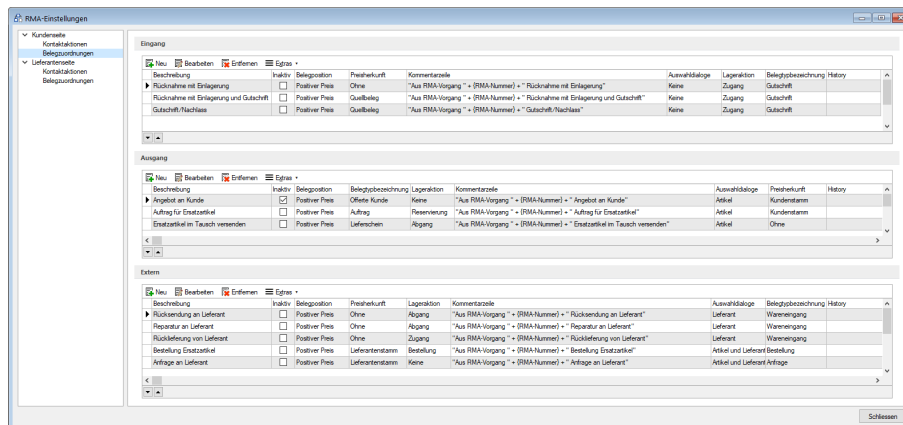 RMA-Einstellungen
Kundenseite
Kontaktaktionen
Belegzuordnungen
Lieferantenseite
Kontaktaktionen
Belegzuordnungen
Eingang
Neu Bearbeiten Entfernen Extras
Beschreibung Inaktiv Belegposition Preisherkunft Kommentarzeile Auswahldialoge Lageraktion Belegtypbezeichnung History
Rücknahme mit Einlagerung Positiver Preis Ohne "Aus RMA-Vorgang " + {RMA-Nummer} + " Rücknahme mit Einlagerung" Keine Zugang Gutschrift
Rücknahme mit Einlagerung und Gutschrift Positiver Preis Quellbeleg "Aus RMA-Vorgang " + {RMA-Nummer} + " Rücknahme mit Einlagerung und Gutschrift" Keine Zugang Gutschrift
Gutschrift/Nachlass Positiver Preis Quellbeleg "Aus RMA-Vorgang " + {RMA-Nummer} + " Gutschrift/Nachlass" Keine Zugang Gutschrift
Ausgang
Neu Bearbeiten Entfernen Extras
Beschreibung Inaktiv Belegposition Belegtypbezeichnung Lageraktion Kommentarzeile Auswahldialoge Preisherkunft History
Angebot an Kunde Positiver Preis Offerte Kunde Keine "Aus RMA-Vorgang " + {RMA-Nummer} + " Angebot an Kunde" Artikel Kundenstamm
Auftrag für Ersatzartikel Positiver Preis Auftrag Reservierung "Aus RMA-Vorgang " + {RMA-Nummer} + " Auftrag für Ersatzartikel" Artikel Kundenstamm
Ersatzartikel im Tausch versenden Positiver Preis Lieferschein Abgang "Aus RMA-Vorgang " + {RMA-Nummer} + " Ersatzartikel im Tausch versenden" Artikel Ohne
Extern
Neu Bearbeiten Entfernen Extras
Beschreibung Inaktiv Belegposition Preisherkunft Lageraktion Kommentarzeile Auswahldialoge Belegtypbezeichnung History
Rücksendung an Lieferant Positiver Preis Ohne Abgang "Aus RMA-Vorgang " + {RMA-Nummer} + " Rücksendung an Lieferant" Lieferant Wareneingang
Reparatur an Lieferant Positiver Preis Ohne Abgang "Aus RMA-Vorgang " + {RMA-Nummer} + " Reparatur an Lieferant" Lieferant Wareneingang
Rücklieferung von Lieferant Positiver Preis Ohne Zugang "Aus RMA-Vorgang " + {RMA-Nummer} + " Rücklieferung von Lieferant" Lieferant Wareneingang
Bestellung Ersatzartikel Positiver Preis Lieferantenstamm Bestellung "Aus RMA-Vorgang " + {RMA-Nummer} + " Bestellung Ersatzartikel" Artikel und Lieferant Bestellung
Anfrage an Lieferant Positiver Preis Lieferantenstamm Keine "Aus RMA-Vorgang " + {RMA-Nummer} + " Anfrage an Lieferant" Artikel und Lieferant Anfrage
Schliessen